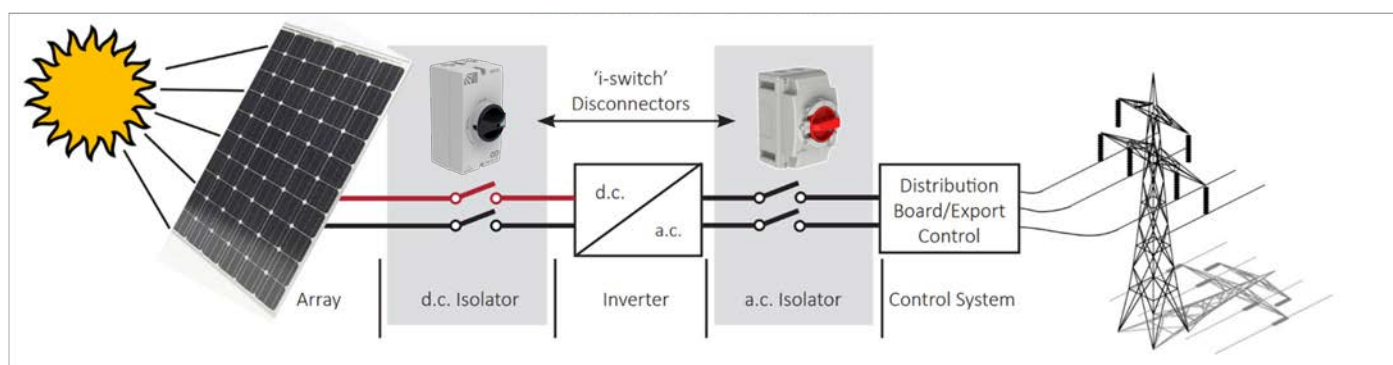 'i-switch'
Disconnectors
d.c.
a.c.
Distribution
Board/Export
Control
Array
d.c. Isolator
Inverter
a.c. Isolator
Control System